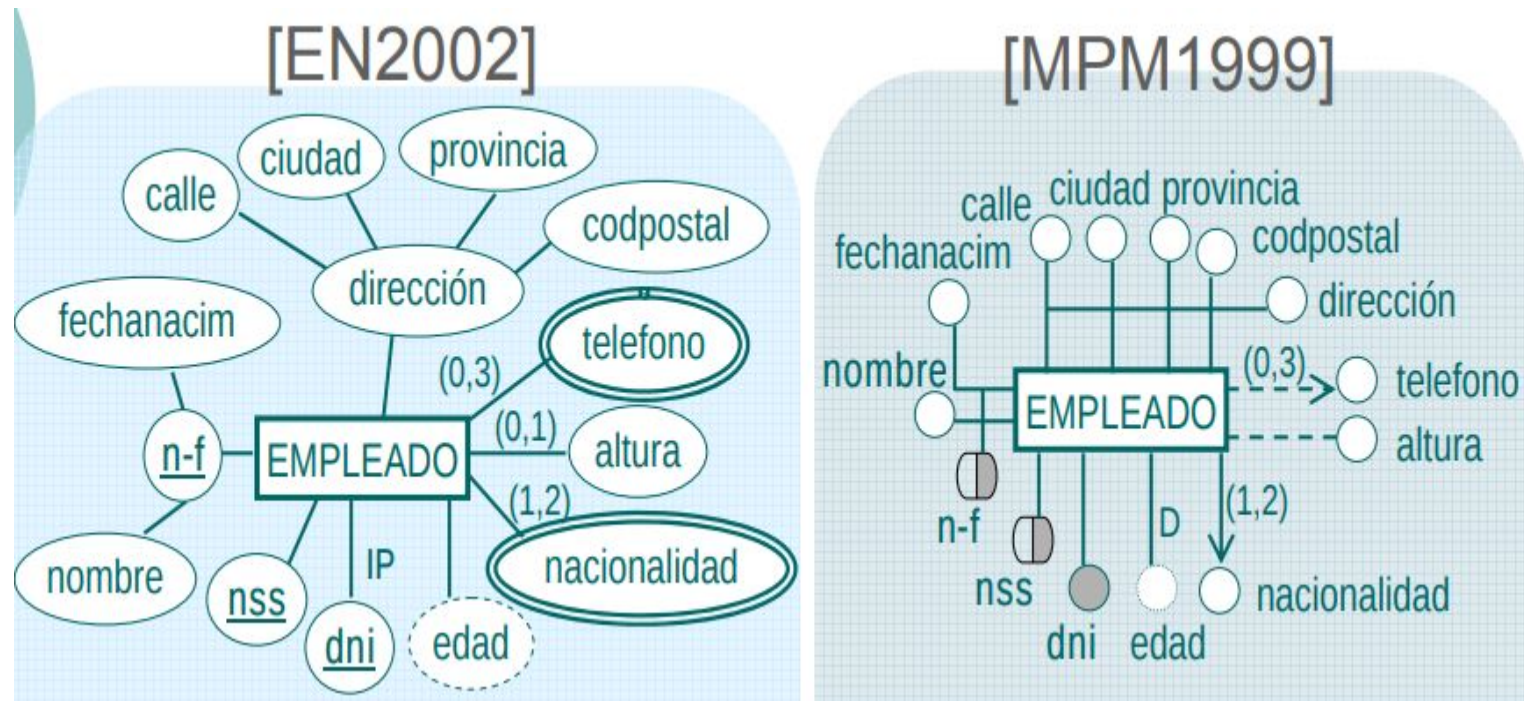 [EN2002]
ciudad
provincia
calle
codpostal
dirección
fechanacim
telefono
(0,3)
(0,1)
n-f
EMPLEADO
altura
(1,2)
nombre
nss
IP
dni
edad
nacionalidad
[MPM1999]
calle
ciudad
provincia
fechanacim
codpostal
dirección
nombre
(0,3)
telefono
EMPLEADO
altura
n-f
D
(1,2)
nss
nacionalidad
dni
edad